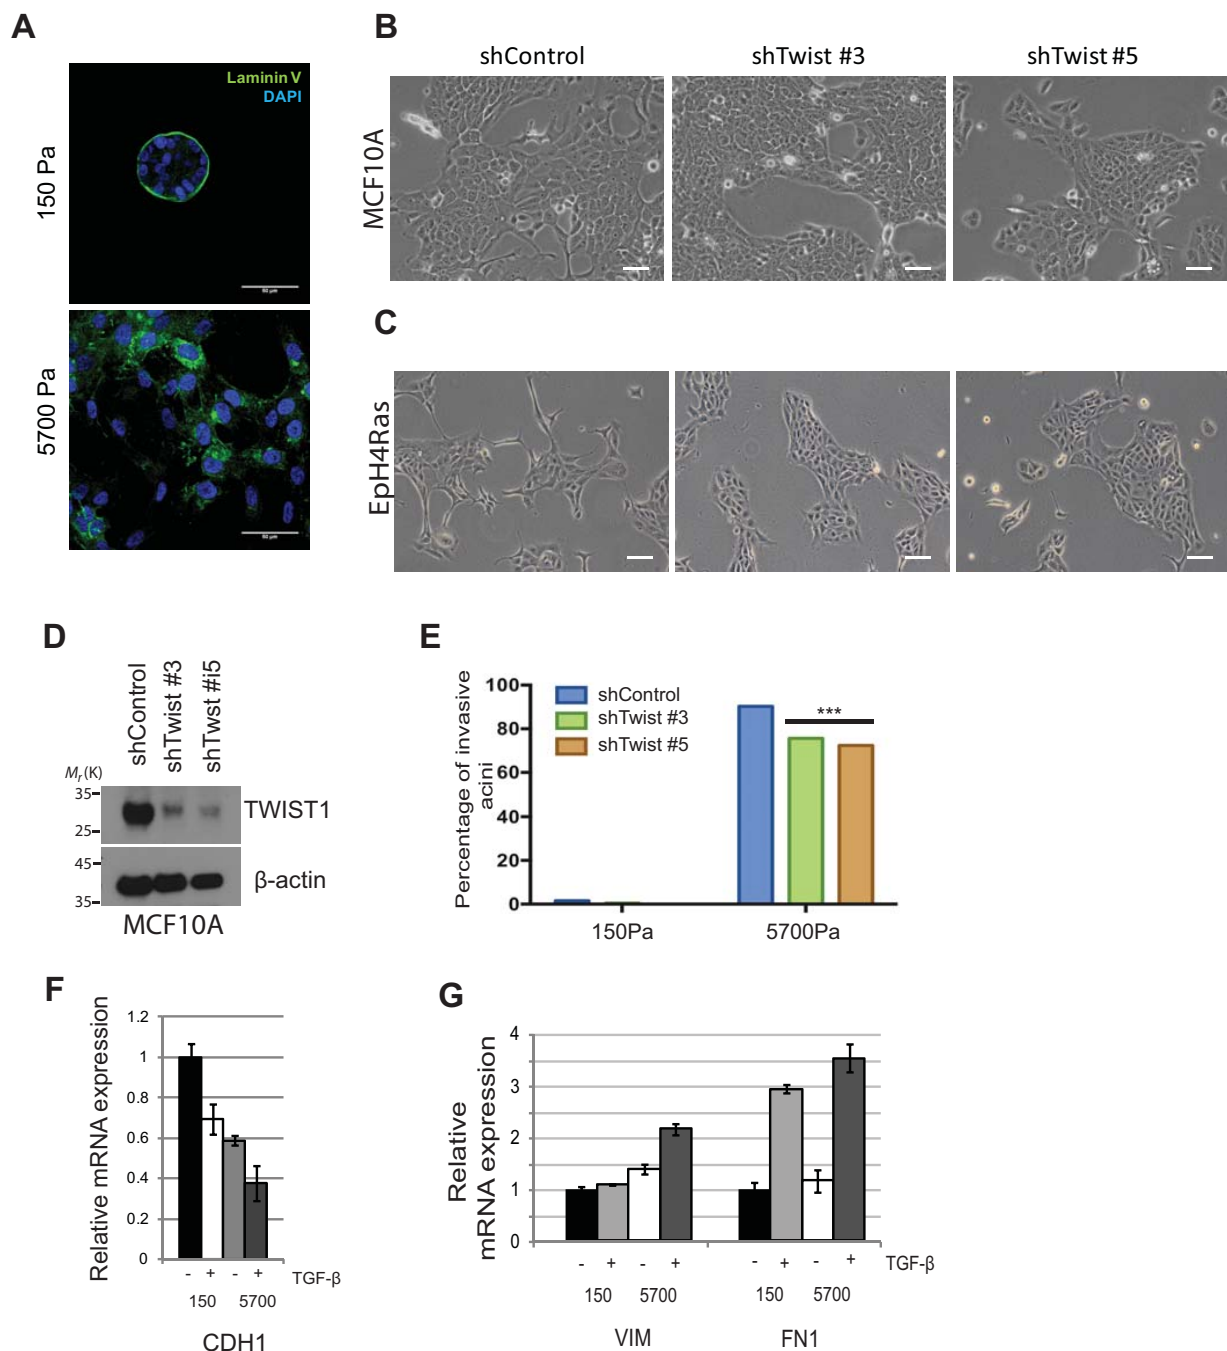 A
Laminin V
DAPI
150 Pa
60 μm
5700 Pa
60 μm
B
shControl
shTwist #3
shTwist #5
MCF10A
C
EpH4Ras
D
shControl
shTwist #3
shTwst #i5
Mr(K)
35
25
TWIST1
45
35
β-actin
MCF10A
E
Percentage of invasive
acini
100
80
60
40
20
0
shControl
shTwist #3
shTwist #5
***
150Pa
5700Pa
F
Relative mRNA expression
1.2
1
0.8
0.6
0.4
0.2
0
- + - +
TGF-β
150 5700
CDH1
G
Relative
mRNA expression
4
3
2
1
0
- + - + - + - +
TGF-β
150 5700 150 5700
VIM FN1